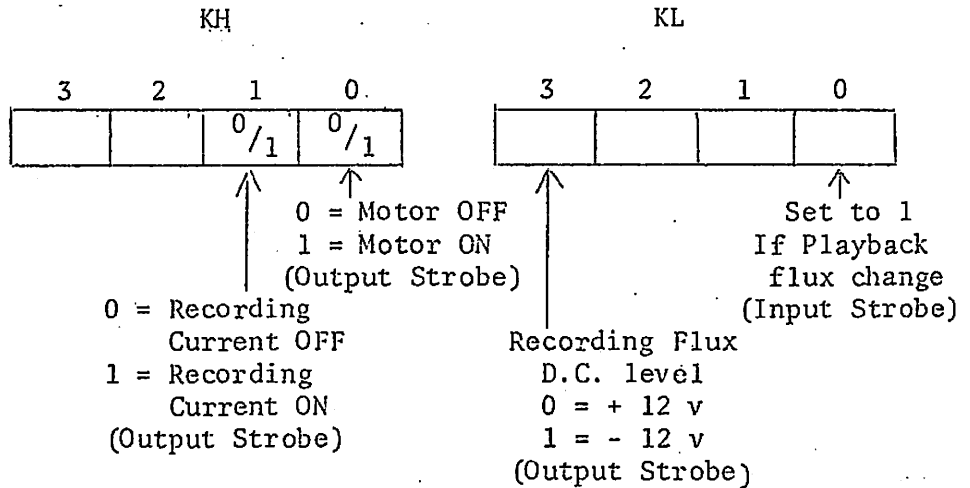 KH KL
3 2 1 0 3 2 1 0
0/1 0/1
0 = Motor OFF
1 = Motor ON
(Output Strobe)
Set to 1
If Playback
flux change
(Input Strobe)
0 = Recording
Current OFF
1 = Recording
Current ON
(Output Strobe)
Recording Flux
D.C. level
0 = + 12 v
1 = - 12 v
(Output Strobe)